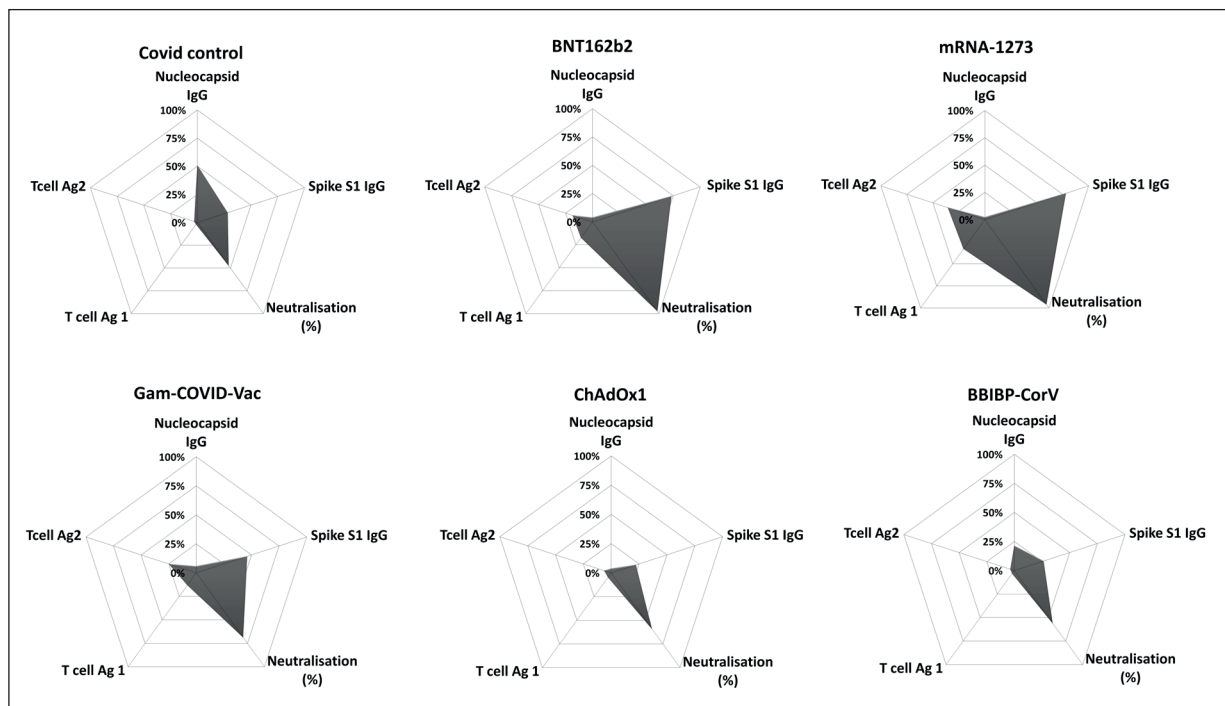 Covid control
Nucleocapsid
IgG
100%
75%
50%
25%
0%
Tcell Ag2
Spike S1 IgG
T cell Ag 1
Neutralisation
(%)
BNT162b2
Nucleocapsid
IgG
100%
75%
50%
25%
0%
Tcell Ag2
Spike S1 IgG
T cell Ag 1
Neutralisation
(%)
mRNA-1273
Nucleocapsid
IgG
100%
75%
50%
25%
0%
Tcell Ag2
Spike S1 IgG
T cell Ag 1
Neutralisation
(%)
Gam-COVID-Vac
Nucleocapsid
IgG
100%
75%
50%
25%
0%
Tcell Ag2
Spike S1 IgG
T cell Ag 1
Neutralisation
(%)
ChAdOx1
Nucleocapsid
IgG
100%
75%
50%
25%
0%
Tcell Ag2
Spike S1 IgG
T cell Ag 1
Neutralisation
(%)
BBIBP-CorV
Nucleocapsid
IgG
100%
75%
50%
25%
0%
Tcell Ag2
Spike S1 IgG
T cell Ag 1
Neutralisation
(%)